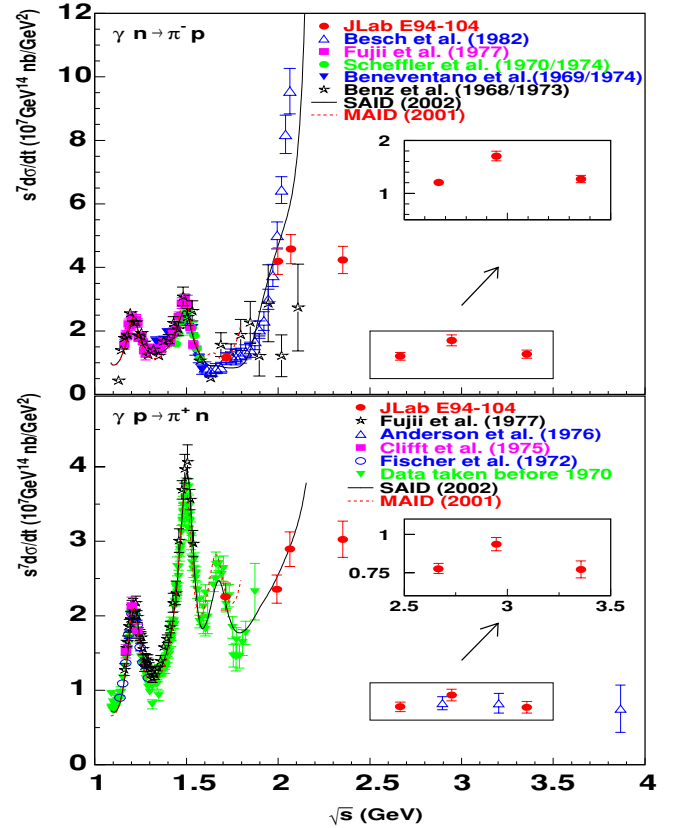 γ n→π⁻p
JLab E94-104
Besch et al. (1982)
Fujii et al. (1977)
Scheffler et al. (1970/1974)
Beneventano et al.(1969/1974)
Benz et al. (1968/1973)
SAID (2002)
MAID (2001)
s⁷dσ/dt (10⁷GeV¹⁴ nb/GeV²)
12
10
8
6
4
2
0
2
1
γ p→π⁺n
JLab E94-104
Fujii et al. (1977)
Anderson et al. (1976)
Clifft et al. (1975)
Fischer et al. (1972)
Data taken before 1970
SAID (2002)
MAID (2001)
s⁷dσ/dt (10⁷GeV¹⁴ nb/GeV²)
4
3
2
1
0
1
0.75
2.5 3 3.5
1 1.5 2 2.5 3 3.5 4
√s (GeV)